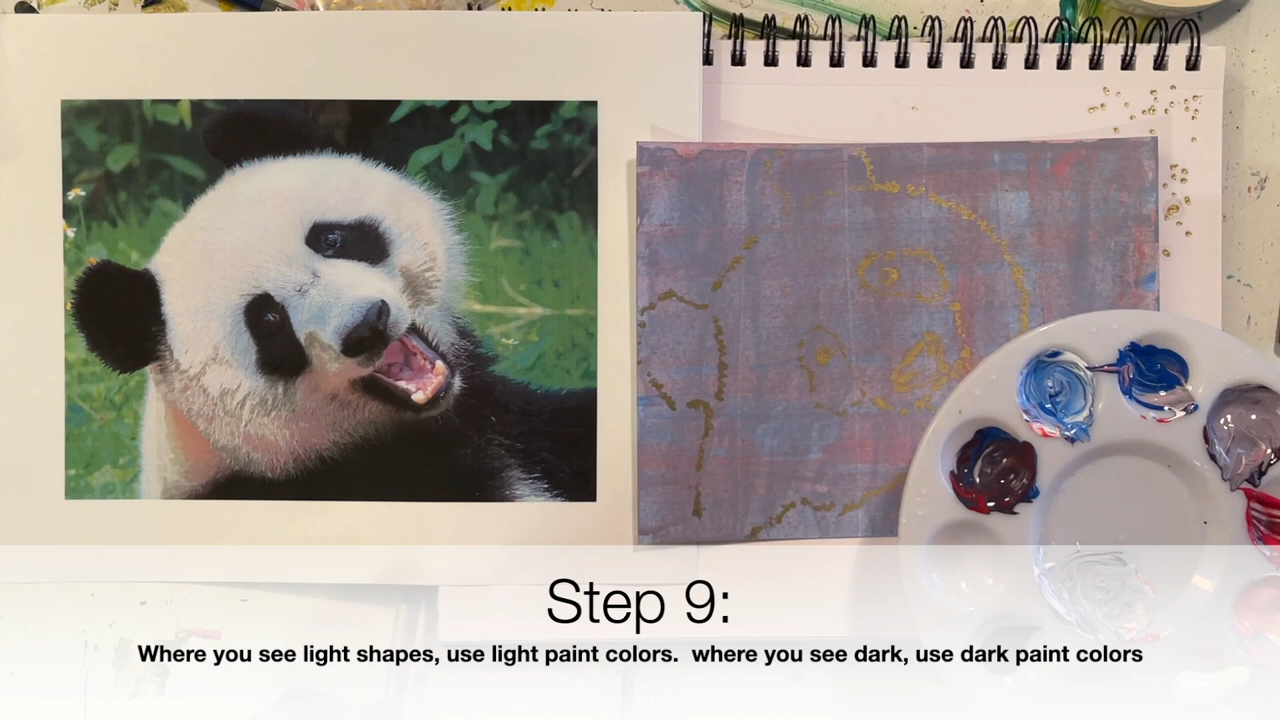 Step 9:
Where you see light shapes, use light paint colors.  where you see dark, use dark paint colors